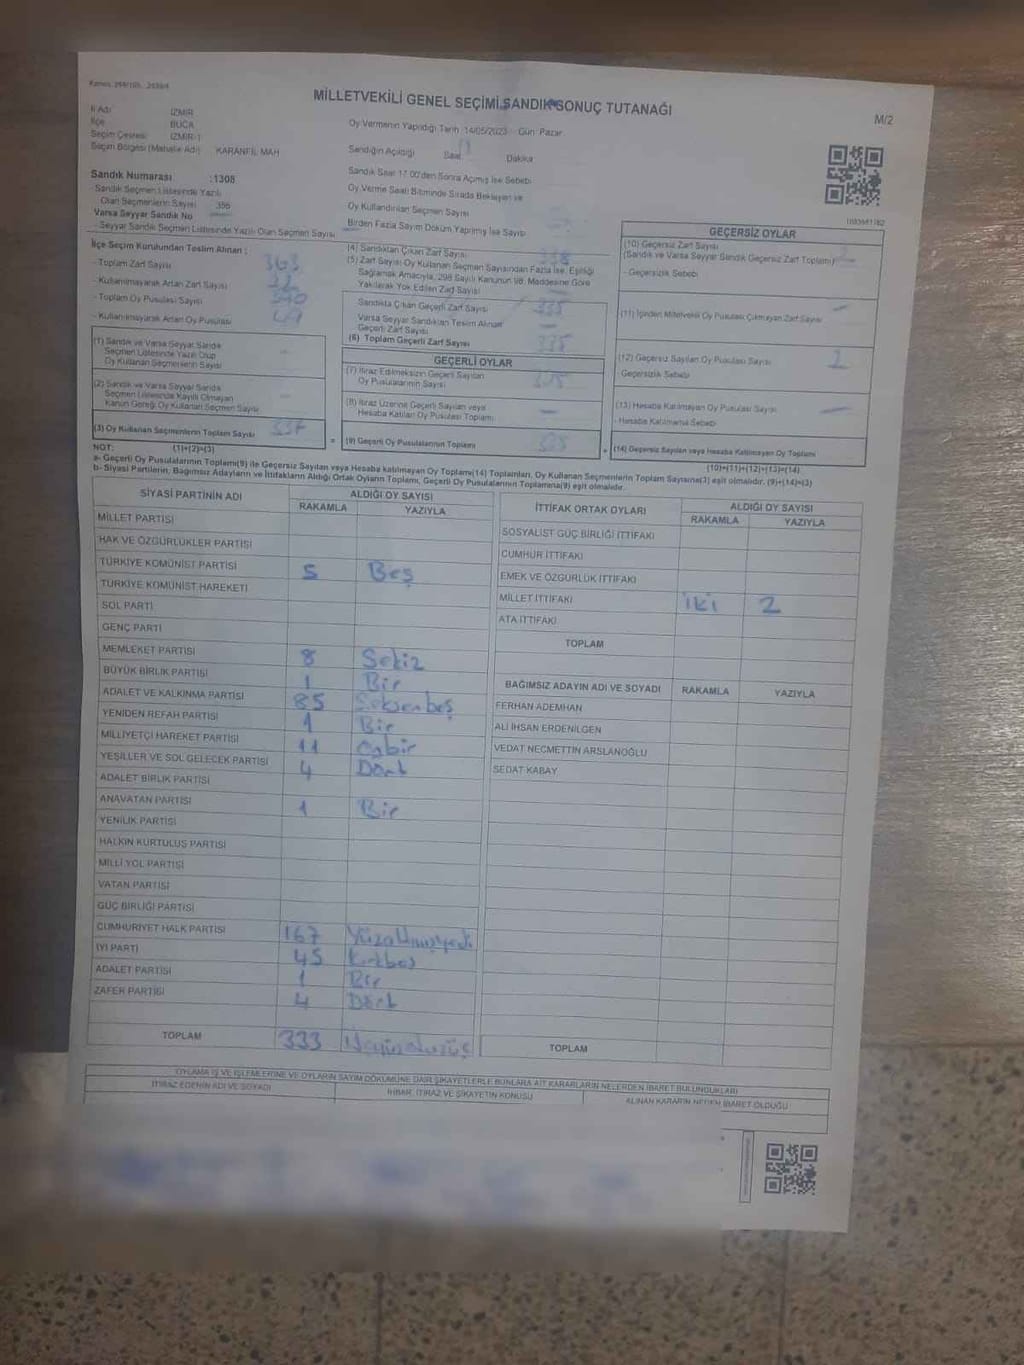 MİLLETVEKİLİ GENEL SEÇİMİ SANDIK SONUÇ TUTANAĞI
M/2
İl Adı : İZMİR
İlçe : BUCA
Seçim Çevresi : İZMİR-1
Seçim Bölgesi (Mahalle Adı) : KARANFİL MAH
Sandık Numarası :1308
Sandık Seçmen Listesinde Yazılı
Olan Seçmenlerin Sayısı 356
Varsa Seyyar Sandık No
Seyyar Sandık Seçmen Listesinde Yazılı Olan Seçmen Sayısı
Oy Vermenin Yapıldığı Tarih : 14/05/2023 Gün: Pazar
Sandığın Açıldığı Saat Dakika
Sandık Saat 17.00'den Sonra Açılmış İse Sebebi
Oy Verme Saati Bitiminde Sırada Bekleyen ve
Oy Kullandırılan Seçmen Sayısı
Birden Fazla Sayım Döküm Yapılmış İse Sayısı
İlçe Seçim Kurulundan Teslim Alınan :
- Toplam Zarf Sayısı 363
- Kullanılmayarak Artan Zarf Sayısı
- Toplam Oy Pusulası Sayısı
- Kullanılmayarak Artan Oy Pusulası
(1) Sandık ve Varsa Seyyar Sandık
Seçmen Listesinde Yazılı Olup
Oy Kullanan Seçmenlerin Sayısı
(2) Sandık ve Varsa Seyyar Sandık
Seçmen Listesinde Kayıtlı Olmayan
Kanun Gereği Oy Kullanan Seçmen Sayısı
(3) Oy Kullanan Seçmenlerin Toplam Sayısı 337
(4) Sandıktan Çıkan Zarf Sayısı 338
(5) Zarf Sayısı Oy Kullanan Seçmen Sayısından Fazla İse, Eşitliği
Sağlamak Amacıyla, 298 Sayılı Kanunun Maddesine Göre
Yakılarak Yok Edilen Zarf Sayısı
Sandıkta Çıkan Geçerli Zarf Sayısı 335
Varsa Seyyar Sandıktan Teslim Alınan
Geçerli Zarf Sayısı
(6) Toplam Geçerli Zarf Sayısı 335
GEÇERLİ OYLAR
(7) İtiraz Edilmeksizin Geçerli Sayılan
Oy Pusulalarının Sayısı
(8) İtiraz Üzerine Geçerli Sayılan veya
Hesaba Katılan Oy Pusulası Toplamı
(9) Geçerli Oy Pusulalarının Toplamı
GEÇERSİZ OYLAR
(10) Geçersiz Zarf Sayısı
(Sandık ve Varsa Seyyar Sandık Geçersiz Zarf Toplamı)
- Geçersizlik Sebebi
(11) İçinden Milletvekili Oy Pusulası Çıkmayan Zarf Sayısı
(12) Geçersiz Sayılan Oy Pusulası Sayısı 2
Geçersizlik Sebebi
(13) Hesaba Katılmayan Oy Pusulası Sayısı
- Hesaba Katılmama Sebebi
(14) Geçersiz Sayılan veya Hesaba Katılmayan Oy Toplamı
NOT: (1)+(2)=(3) (10)+(11)+(12)+(13)=(14)
a- Geçerli Oy Pusulalarının Toplamı(9) ile Geçersiz Sayılan veya Hesaba katılmayan Oy Toplamı(14) Toplamları, Oy Kullanan Seçmenlerin Toplam Sayısına(3) eşit olmalıdır. (9)+(14)=(3)
b- Siyasi Partilerin, Bağımsız Adayların ve İttifakların Aldığı Ortak Oyların Toplamı, Geçerli Oy Pusulalarının Toplamına(9) eşit olmalıdır.
SİYASİ PARTİNİN ADI ALDIĞI OY SAYISI
RAKAMLA YAZIYLA
MİLLET PARTİSİ
HAK VE ÖZGÜRLÜKLER PARTİSİ
TÜRKİYE KOMÜNİST PARTİSİ 5 Beş
TÜRKİYE KOMÜNİST HAREKETİ
SOL PARTİ
GENÇ PARTİ
MEMLEKET PARTİSİ 8 Sekiz
BÜYÜK BİRLİK PARTİSİ 1 Bir
ADALET VE KALKINMA PARTİSİ 85 Seksenbeş
YENİDEN REFAH PARTİSİ 1 Bir
MİLLİYETÇİ HAREKET PARTİSİ 11 Onbir
YEŞİLLER VE SOL GELECEK PARTİSİ 4 Dört
ADALET BİRLİK PARTİSİ
ANAVATAN PARTİSİ 1 Bir
YENİLİK PARTİSİ
HALKIN KURTULUŞ PARTİSİ
MİLLİ YOL PARTİSİ
VATAN PARTİSİ
GÜÇ BİRLİĞİ PARTİSİ
CUMHURİYET HALK PARTİSİ 167 Yüzaltmışyedi
İYİ PARTİ 45 Kırkbeş
ADALET PARTİSİ 1 Bir
ZAFER PARTİSİ 4 Dört
TOPLAM 333 Üçyüzotuzüç
İTTİFAK ORTAK OYLARI ALDIĞI OY SAYISI
RAKAMLA YAZIYLA
SOSYALİST GÜÇ BİRLİĞİ İTTİFAKI
CUMHUR İTTİFAKI
EMEK VE ÖZGÜRLÜK İTTİFAKI
MİLLET İTTİFAKI iki 2
ATA İTTİFAKI
TOPLAM
BAĞIMSIZ ADAYIN ADI VE SOYADI RAKAMLA YAZIYLA
FERHAN ADEMHAN
ALİ İHSAN ERDENİLGEN
VEDAT NECMETTİN ARSLANOĞLU
SEDAT KABAY
TOPLAM
OYLAMA İŞ VE İŞLEMLERİNE VE OYLARIN SAYIM DÖKÜMÜNE DAİR ŞİKAYETLERLE BUNLARA AİT KARARLARIN NELERDEN İBARET BULUNDUKLARI
İTİRAZ EDENİN ADI VE SOYADI İHBAR, İTİRAZ VE ŞİKAYETİN KONUSU ALINAN KARARIN NEDEN İBARET OLDUĞU